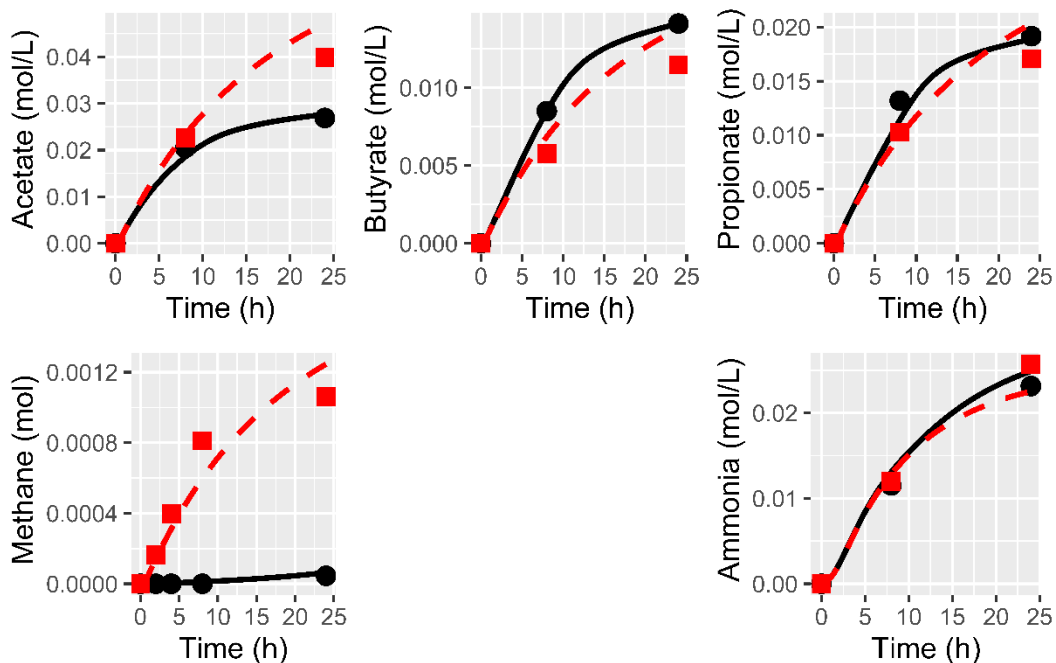 Acetate (mol/L)
0.04
0.03
0.02
0.01
0.00
0 5 10 15 20 25
Time (h)
Butyrate (mol/L)
0.010
0.005
0.000
0 5 10 15 20 25
Time (h)
Propionate (mol/L)
0.020
0.015
0.010
0.005
0.000
0 5 10 15 20 25
Time (h)
Methane (mol)
0.0012
0.0008
0.0004
0.0000
0 5 10 15 20 25
Time (h)
Ammonia (mol/L)
0.02
0.01
0.00
0 5 10 15 20 25
Time (h)